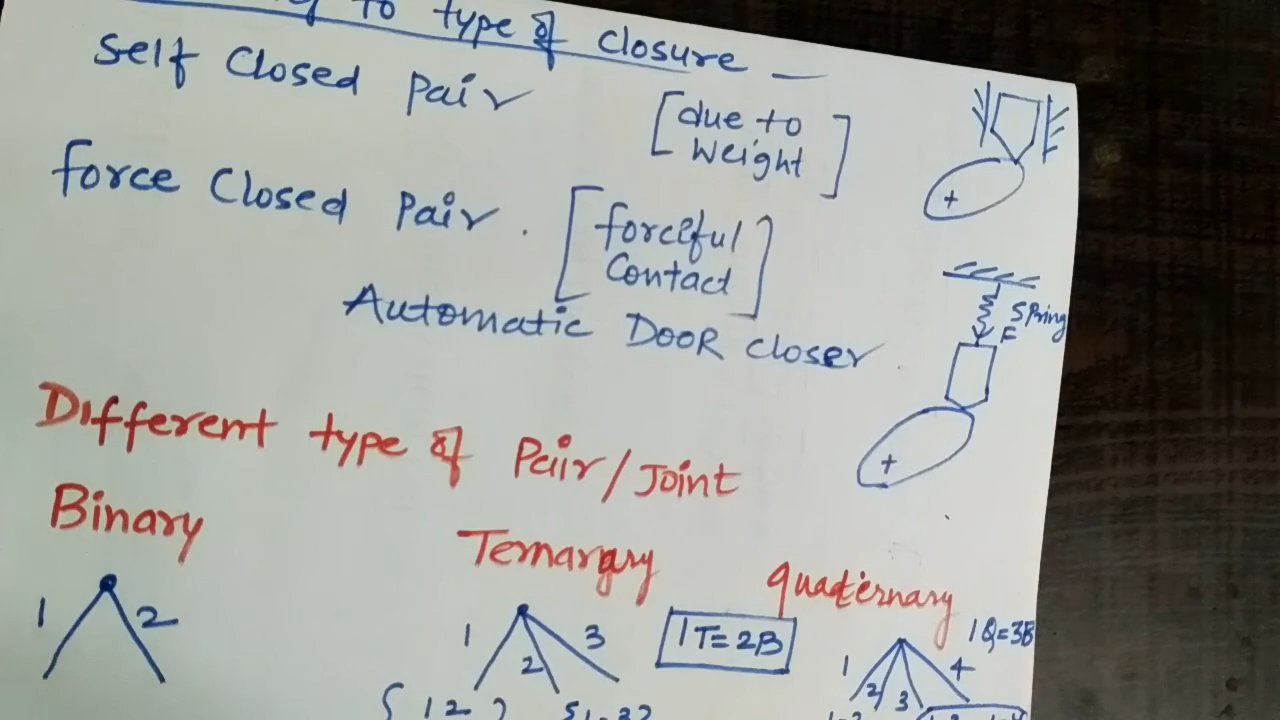 to type of closure —
Self Closed Pair [due to
weight]
force Closed Pair. [forceful
Contact]
Automatic DOOR closer
Spring
F
Different type of Pair/Joint
Binary
Ternary
quaternary
1 2
1 2 3
1T=2B
1Q=3B
1 2 3 4